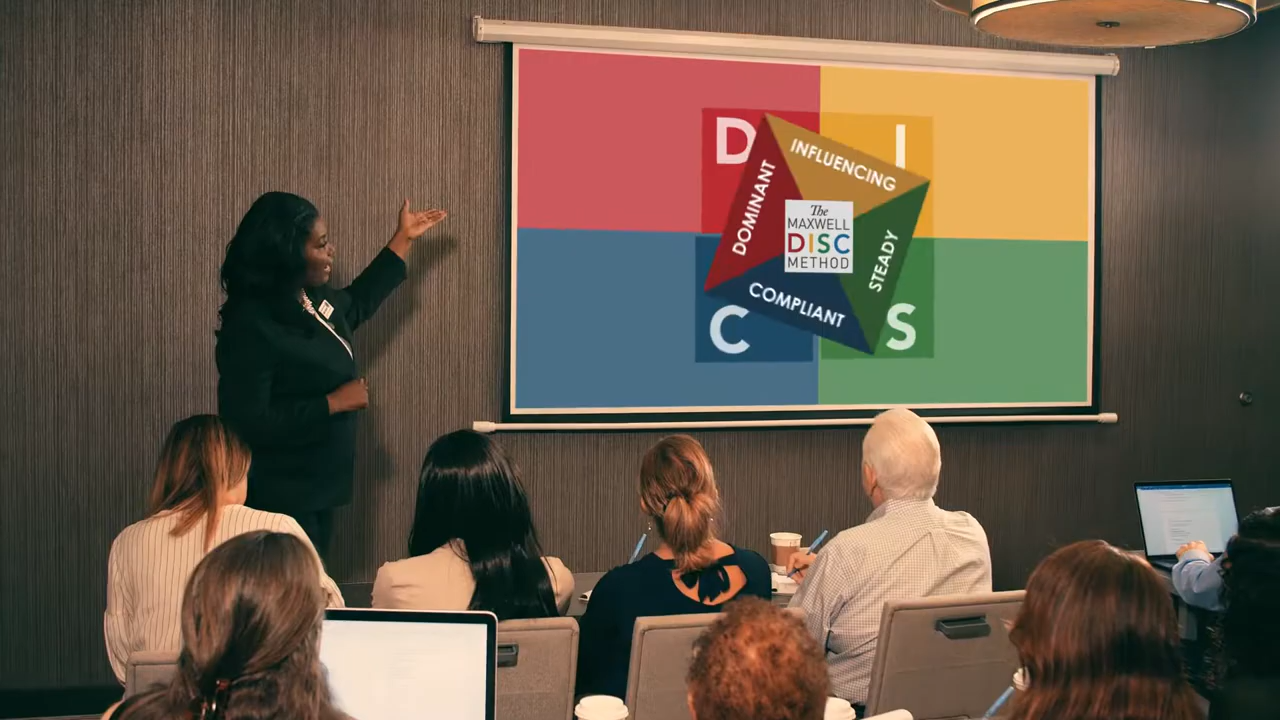 D
I
INFLUENCING
DOMINANT
The
MAXWELL
DISC
METHOD
STEADY
COMPLIANT
C
S